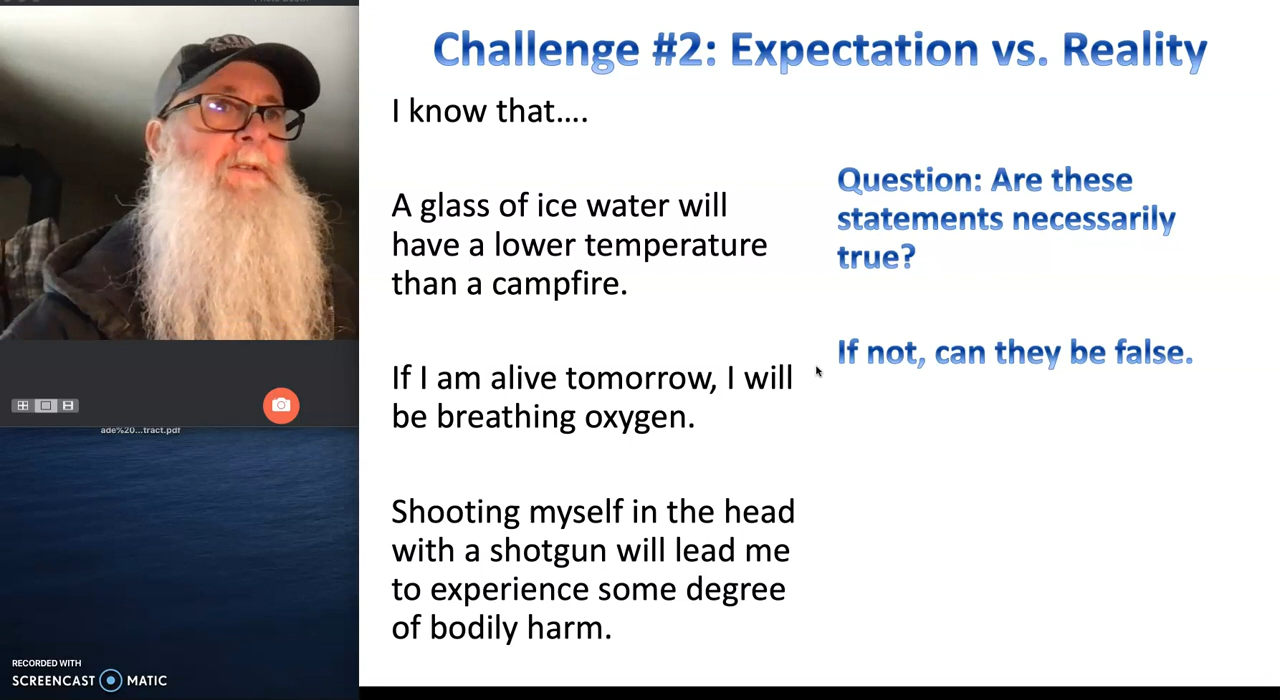 Challenge #2: Expectation vs. Reality
I know that....
A glass of ice water will
have a lower temperature
than a campfire.
If I am alive tomorrow, I will
be breathing oxygen.
Shooting myself in the head
with a shotgun will lead me
to experience some degree
of bodily harm.
Question: Are these
statements necessarily
true?
If not, can they be false.
ade%20...tract.pdf
RECORDED WITH
SCREENCAST MATIC